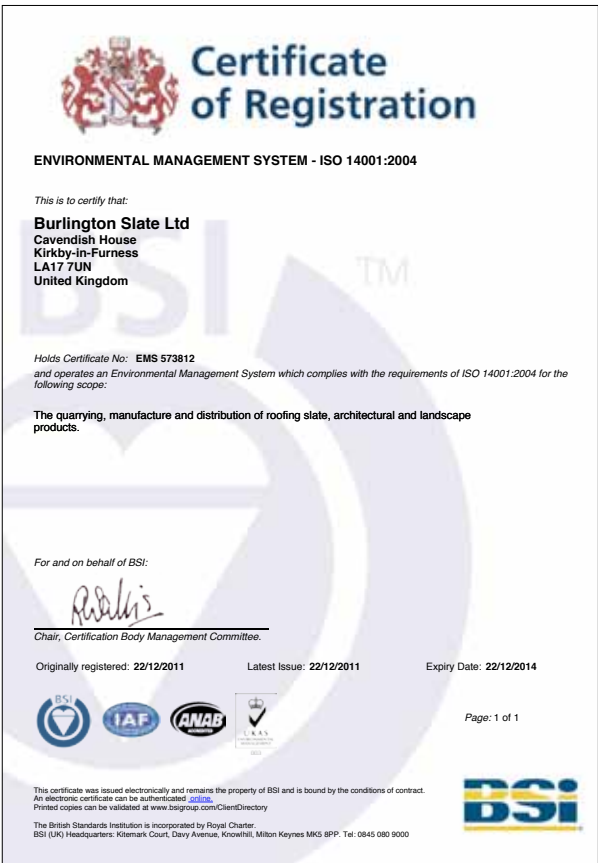 Certificate
of Registration
ENVIRONMENTAL MANAGEMENT SYSTEM - ISO 14001:2004
This is to certify that:
Burlington Slate Ltd
Cavendish House
Kirkby-in-Furness
LA17 7UN
United Kingdom
BSI
TM
Holds Certificate No: EMS 573812
and operates an Environmental Management System which complies with the requirements of ISO 14001:2004 for the
following scope:
The quarrying, manufacture and distribution of roofing slate, architectural and landscape
products.
For and on behalf of BSI:
Chair, Certification Body Management Committee.
Originally registered: 22/12/2011 Latest Issue: 22/12/2011 Expiry Date: 22/12/2014
BSI IAF ANAB
ACCREDITED
UKAS
Page: 1 of 1
This certificate was issued electronically and remains the property of BSI and is bound by the conditions of contract.
An electronic certificate can be authenticated online.
Printed copies can be validated at www.bsigroup.com/ClientDirectory
The British Standards Institution is incorporated by Royal Charter.
BSI (UK) Headquarters: Kitemark Court, Davy Avenue, Knowlhill, Milton Keynes MK5 8PP. Tel: 0845 080 9000
BSi